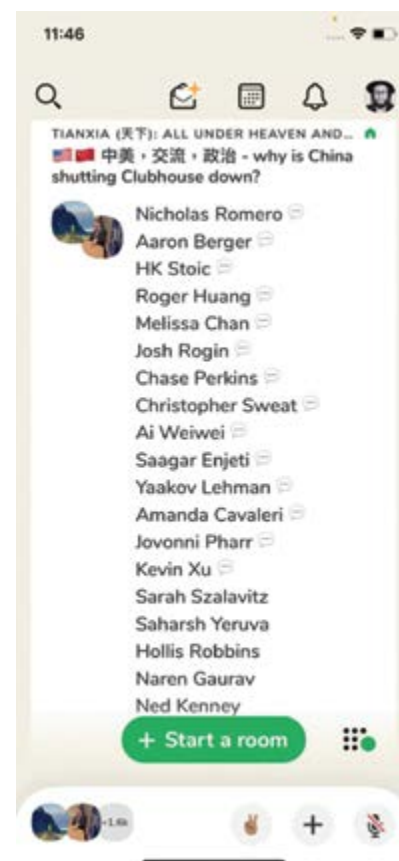 11:46
TIANXIA (天下): ALL UNDER HEAVEN AND...
🇺🇸🇨🇳 中美，交流，政治 - why is China
shutting Clubhouse down?
Nicholas Romero
Aaron Berger
HK Stoic
Roger Huang
Melissa Chan
Josh Rogin
Chase Perkins
Christopher Sweat
Ai Weiwei
Saagar Enjeti
Yaakov Lehman
Amanda Cavaleri
Jovonni Pharr
Kevin Xu
Sarah Szalavitz
Saharsh Yeruva
Hollis Robbins
Naren Gaurav
Ned Kenney
+ Start a room
+1.6k